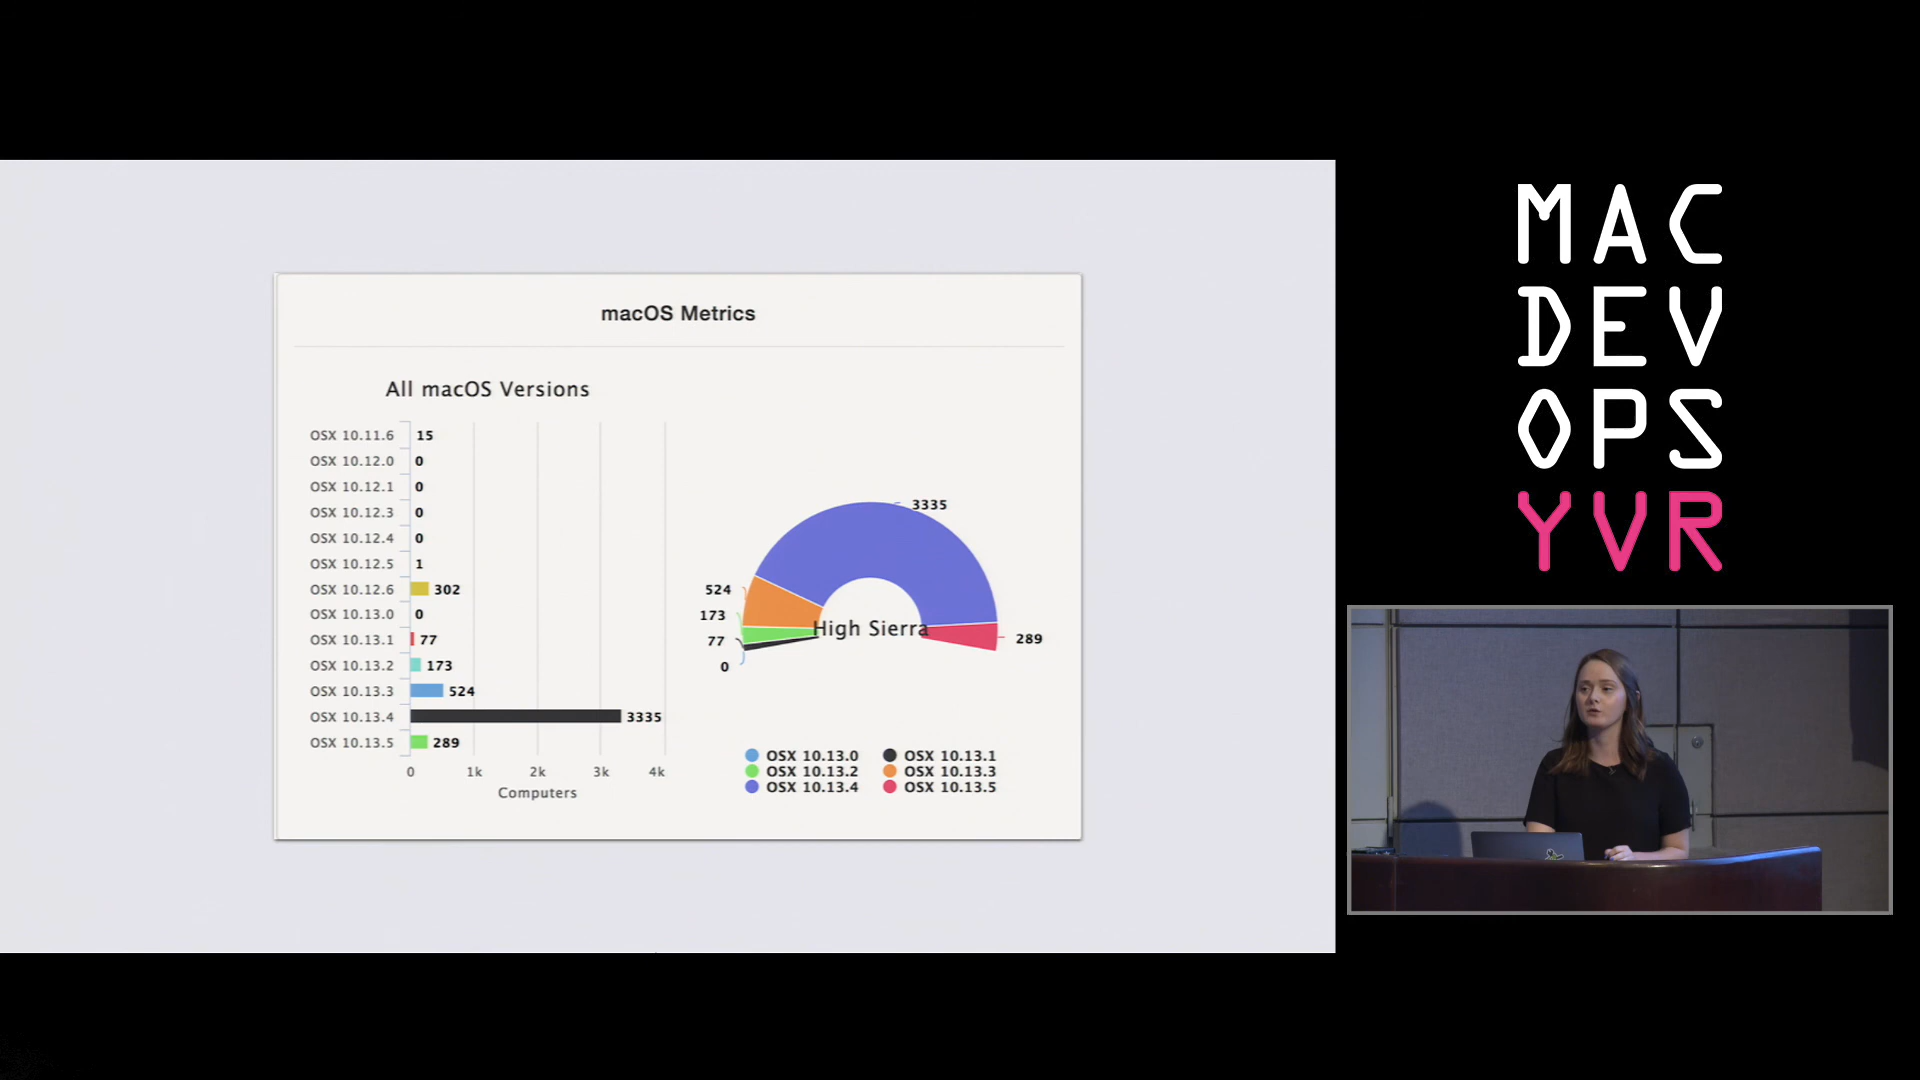 macOS Metrics
All macOS Versions
OSX 10.11.6 15
OSX 10.12.0 0
OSX 10.12.1 0
OSX 10.12.3 0
OSX 10.12.4 0
OSX 10.12.5 1
OSX 10.12.6 302
OSX 10.13.0 0
OSX 10.13.1 77
OSX 10.13.2 173
OSX 10.13.3 524
OSX 10.13.4 3335
OSX 10.13.5 289
0 1k 2k 3k 4k
Computers
3335
524
173
77
0
289
High Sierra
OSX 10.13.0 OSX 10.13.1
OSX 10.13.2 OSX 10.13.3
OSX 10.13.4 OSX 10.13.5
MAC
DEV
OPS
YVR